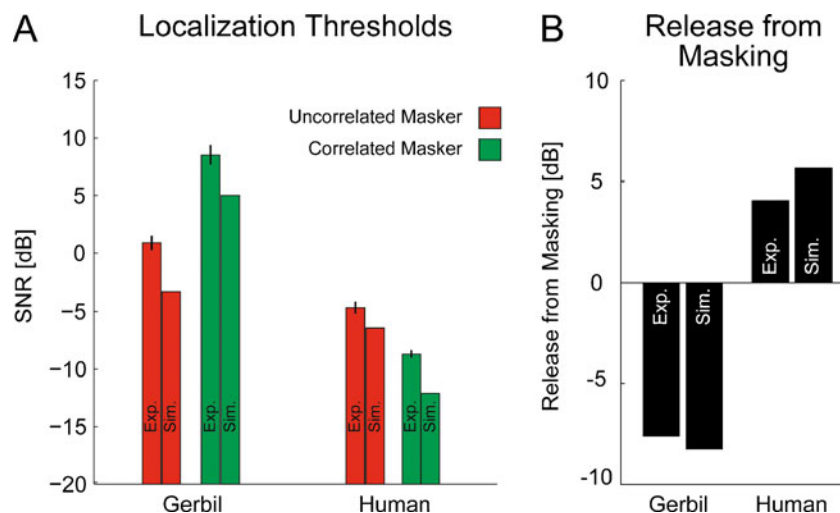 A
Localization Thresholds
15
10
5
0
−5
−10
−15
−20
SNR [dB]
Uncorrelated Masker
Correlated Masker
Exp.
Sim.
Exp.
Sim.
Exp.
Sim.
Exp.
Sim.
Gerbil
Human
B
Release from
Masking
10
5
0
-5
-10
Release from Masking [dB]
Exp.
Sim.
Exp.
Sim.
Gerbil
Human